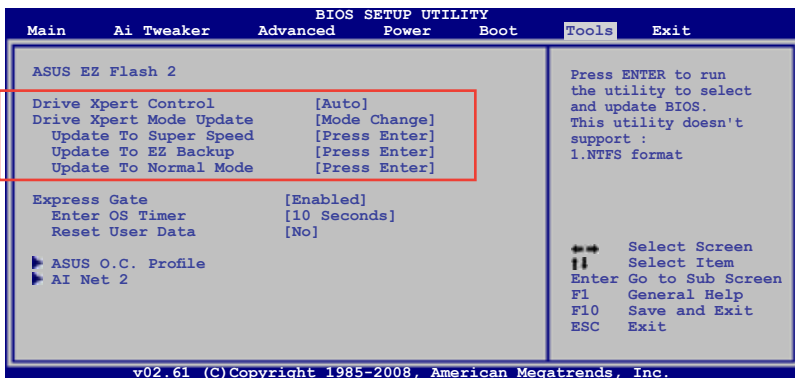 BIOS SETUP UTILITY
Main Ai Tweaker Advanced Power Boot Tools Exit
ASUS EZ Flash 2
Drive Xpert Control [Auto]
Drive Xpert Mode Update [Mode Change]
Update To Super Speed [Press Enter]
Update To EZ Backup [Press Enter]
Update To Normal Mode [Press Enter]
Express Gate [Enabled]
Enter OS Timer [10 Seconds]
Reset User Data [No]
ASUS O.C. Profile
AI Net 2
Press ENTER to run
the utility to select
and update BIOS.
This utility doesn't
support :
1.NTFS format
Select Screen
Select Item
Enter Go to Sub Screen
F1 General Help
F10 Save and Exit
ESC Exit
v02.61 (C)Copyright 1985-2008, American Megatrends, Inc.